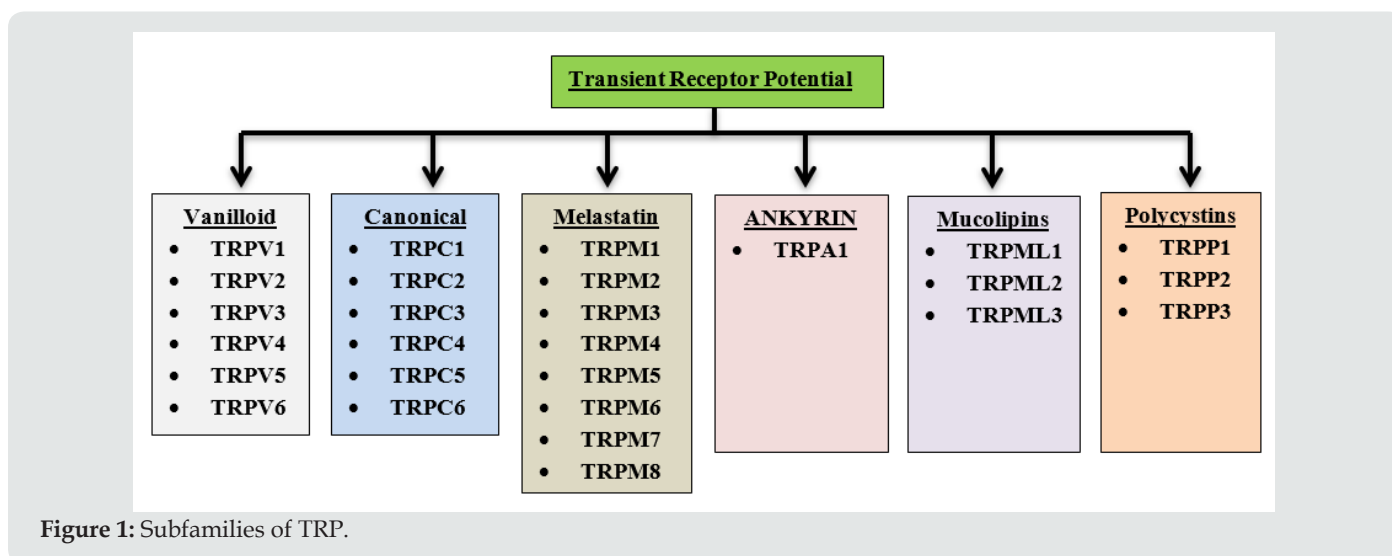 Transient Receptor Potential
Vanilloid
• TRPV1
• TRPV2
• TRPV3
• TRPV4
• TRPV5
• TRPV6
Canonical
• TRPC1
• TRPC2
• TRPC3
• TRPC4
• TRPC5
• TRPC6
Melastatin
• TRPM1
• TRPM2
• TRPM3
• TRPM4
• TRPM5
• TRPM6
• TRPM7
• TRPM8
ANKYRIN
• TRPA1
Mucolipins
• TRPML1
• TRPML2
• TRPML3
Polycystins
• TRPP1
• TRPP2
• TRPP3
Figure 1: Subfamilies of TRP.